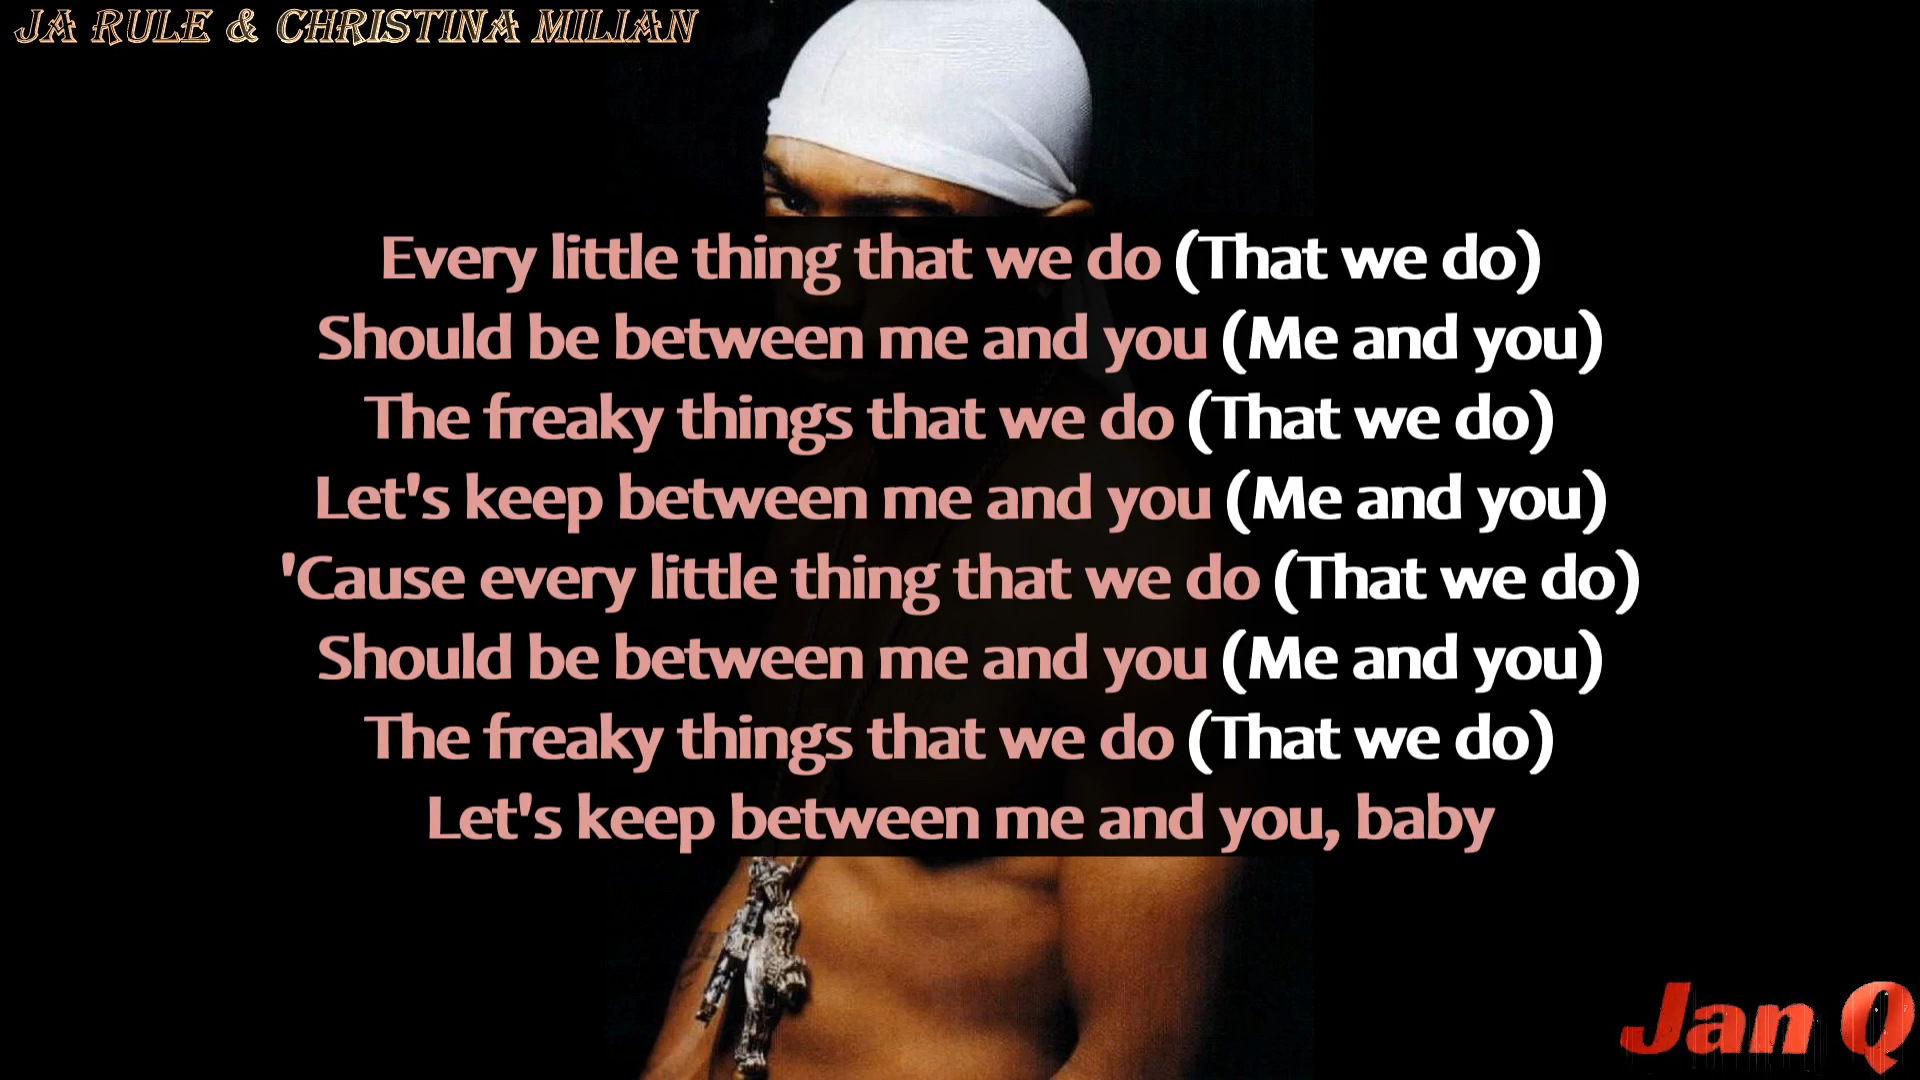 JA RULE & CHRISTINA MILIAN
Every little thing that we do (That we do)
Should be between me and you (Me and you)
The freaky things that we do (That we do)
Let's keep between me and you (Me and you)
'Cause every little thing that we do (That we do)
Should be between me and you (Me and you)
The freaky things that we do (That we do)
Let's keep between me and you, baby
Jan Q